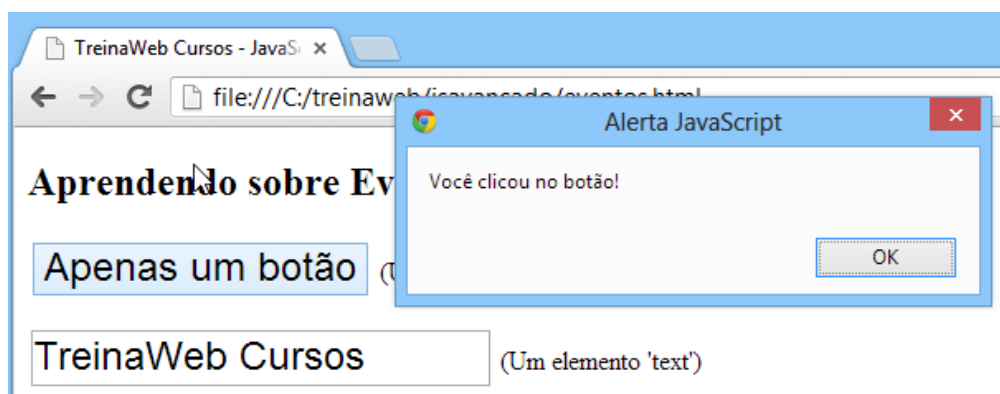 TreinaWeb Cursos - JavaS
file:///C:/treinaweb/jsavancado/eventos.html
Alerta JavaScript
Aprendendo sobre Ev
Você clicou no botão!
OK
Apenas um botão (U
TreinaWeb Cursos (Um elemento 'text')